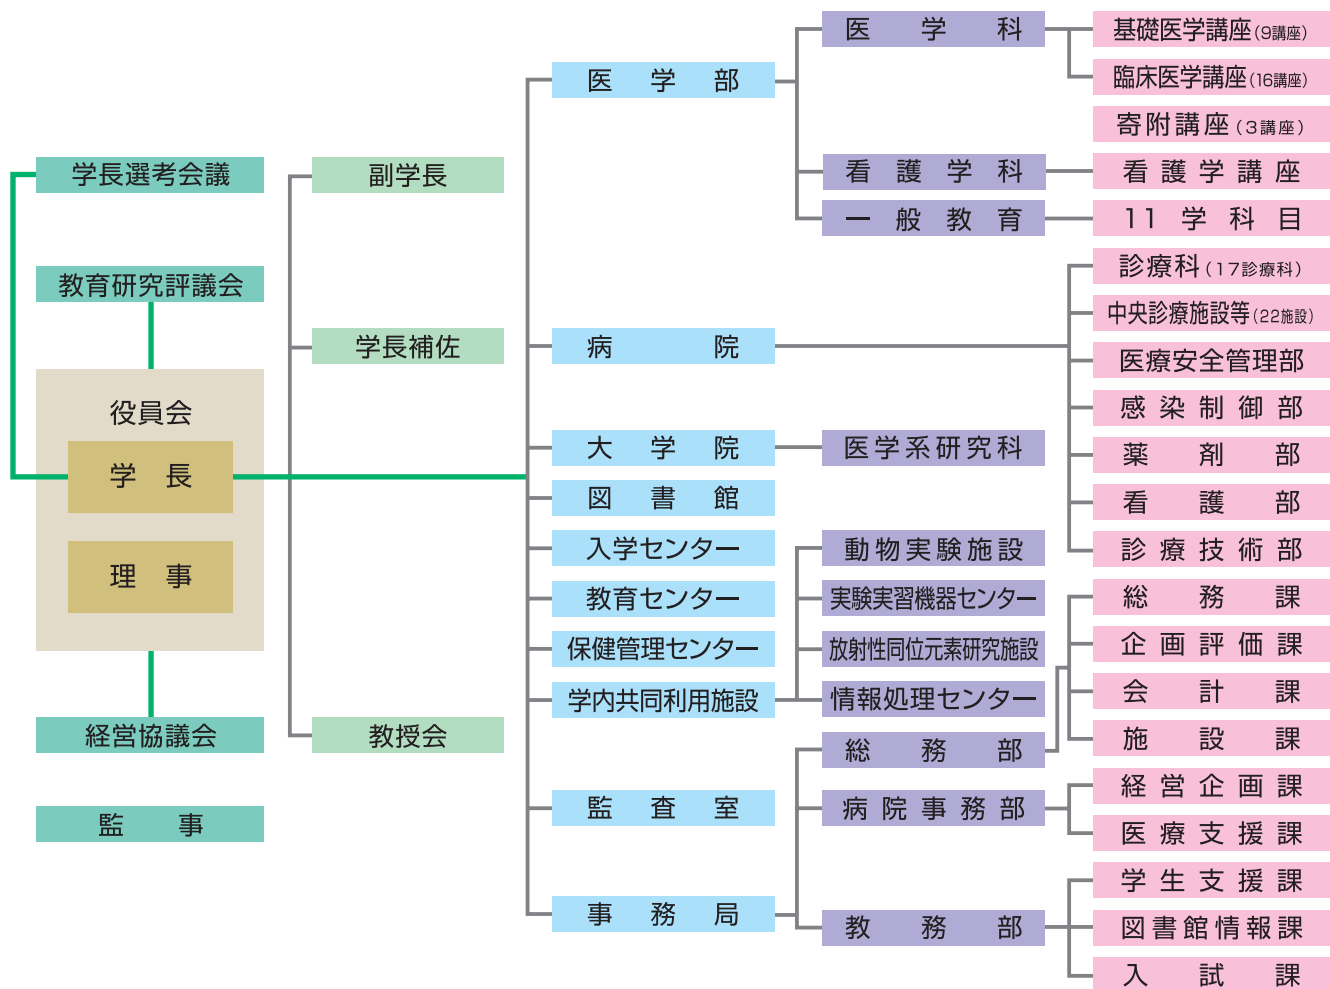 学長選考会議
教育研究評議会
役員会
学長
理事
経営協議会
監事
副学長
学長補佐
教授会
医学部
病院
大学院
図書館
入学センター
教育センター
保健管理センター
学内共同利用施設
監査室
事務局
医学科
看護学科
一般教育
医学系研究科
動物実験施設
実験実習機器センター
放射性同位元素研究施設
情報処理センター
総務部
病院事務部
教務部
基礎医学講座(9講座)
臨床医学講座(16講座)
寄附講座(3講座)
看護学講座
11学科目
診療科(17診療科)
中央診療施設等(22施設)
医療安全管理部
感染制御部
薬剤部
看護部
診療技術部
総務課
企画評価課
会計課
施設課
経営企画課
医療支援課
学生支援課
図書館情報課
入試課